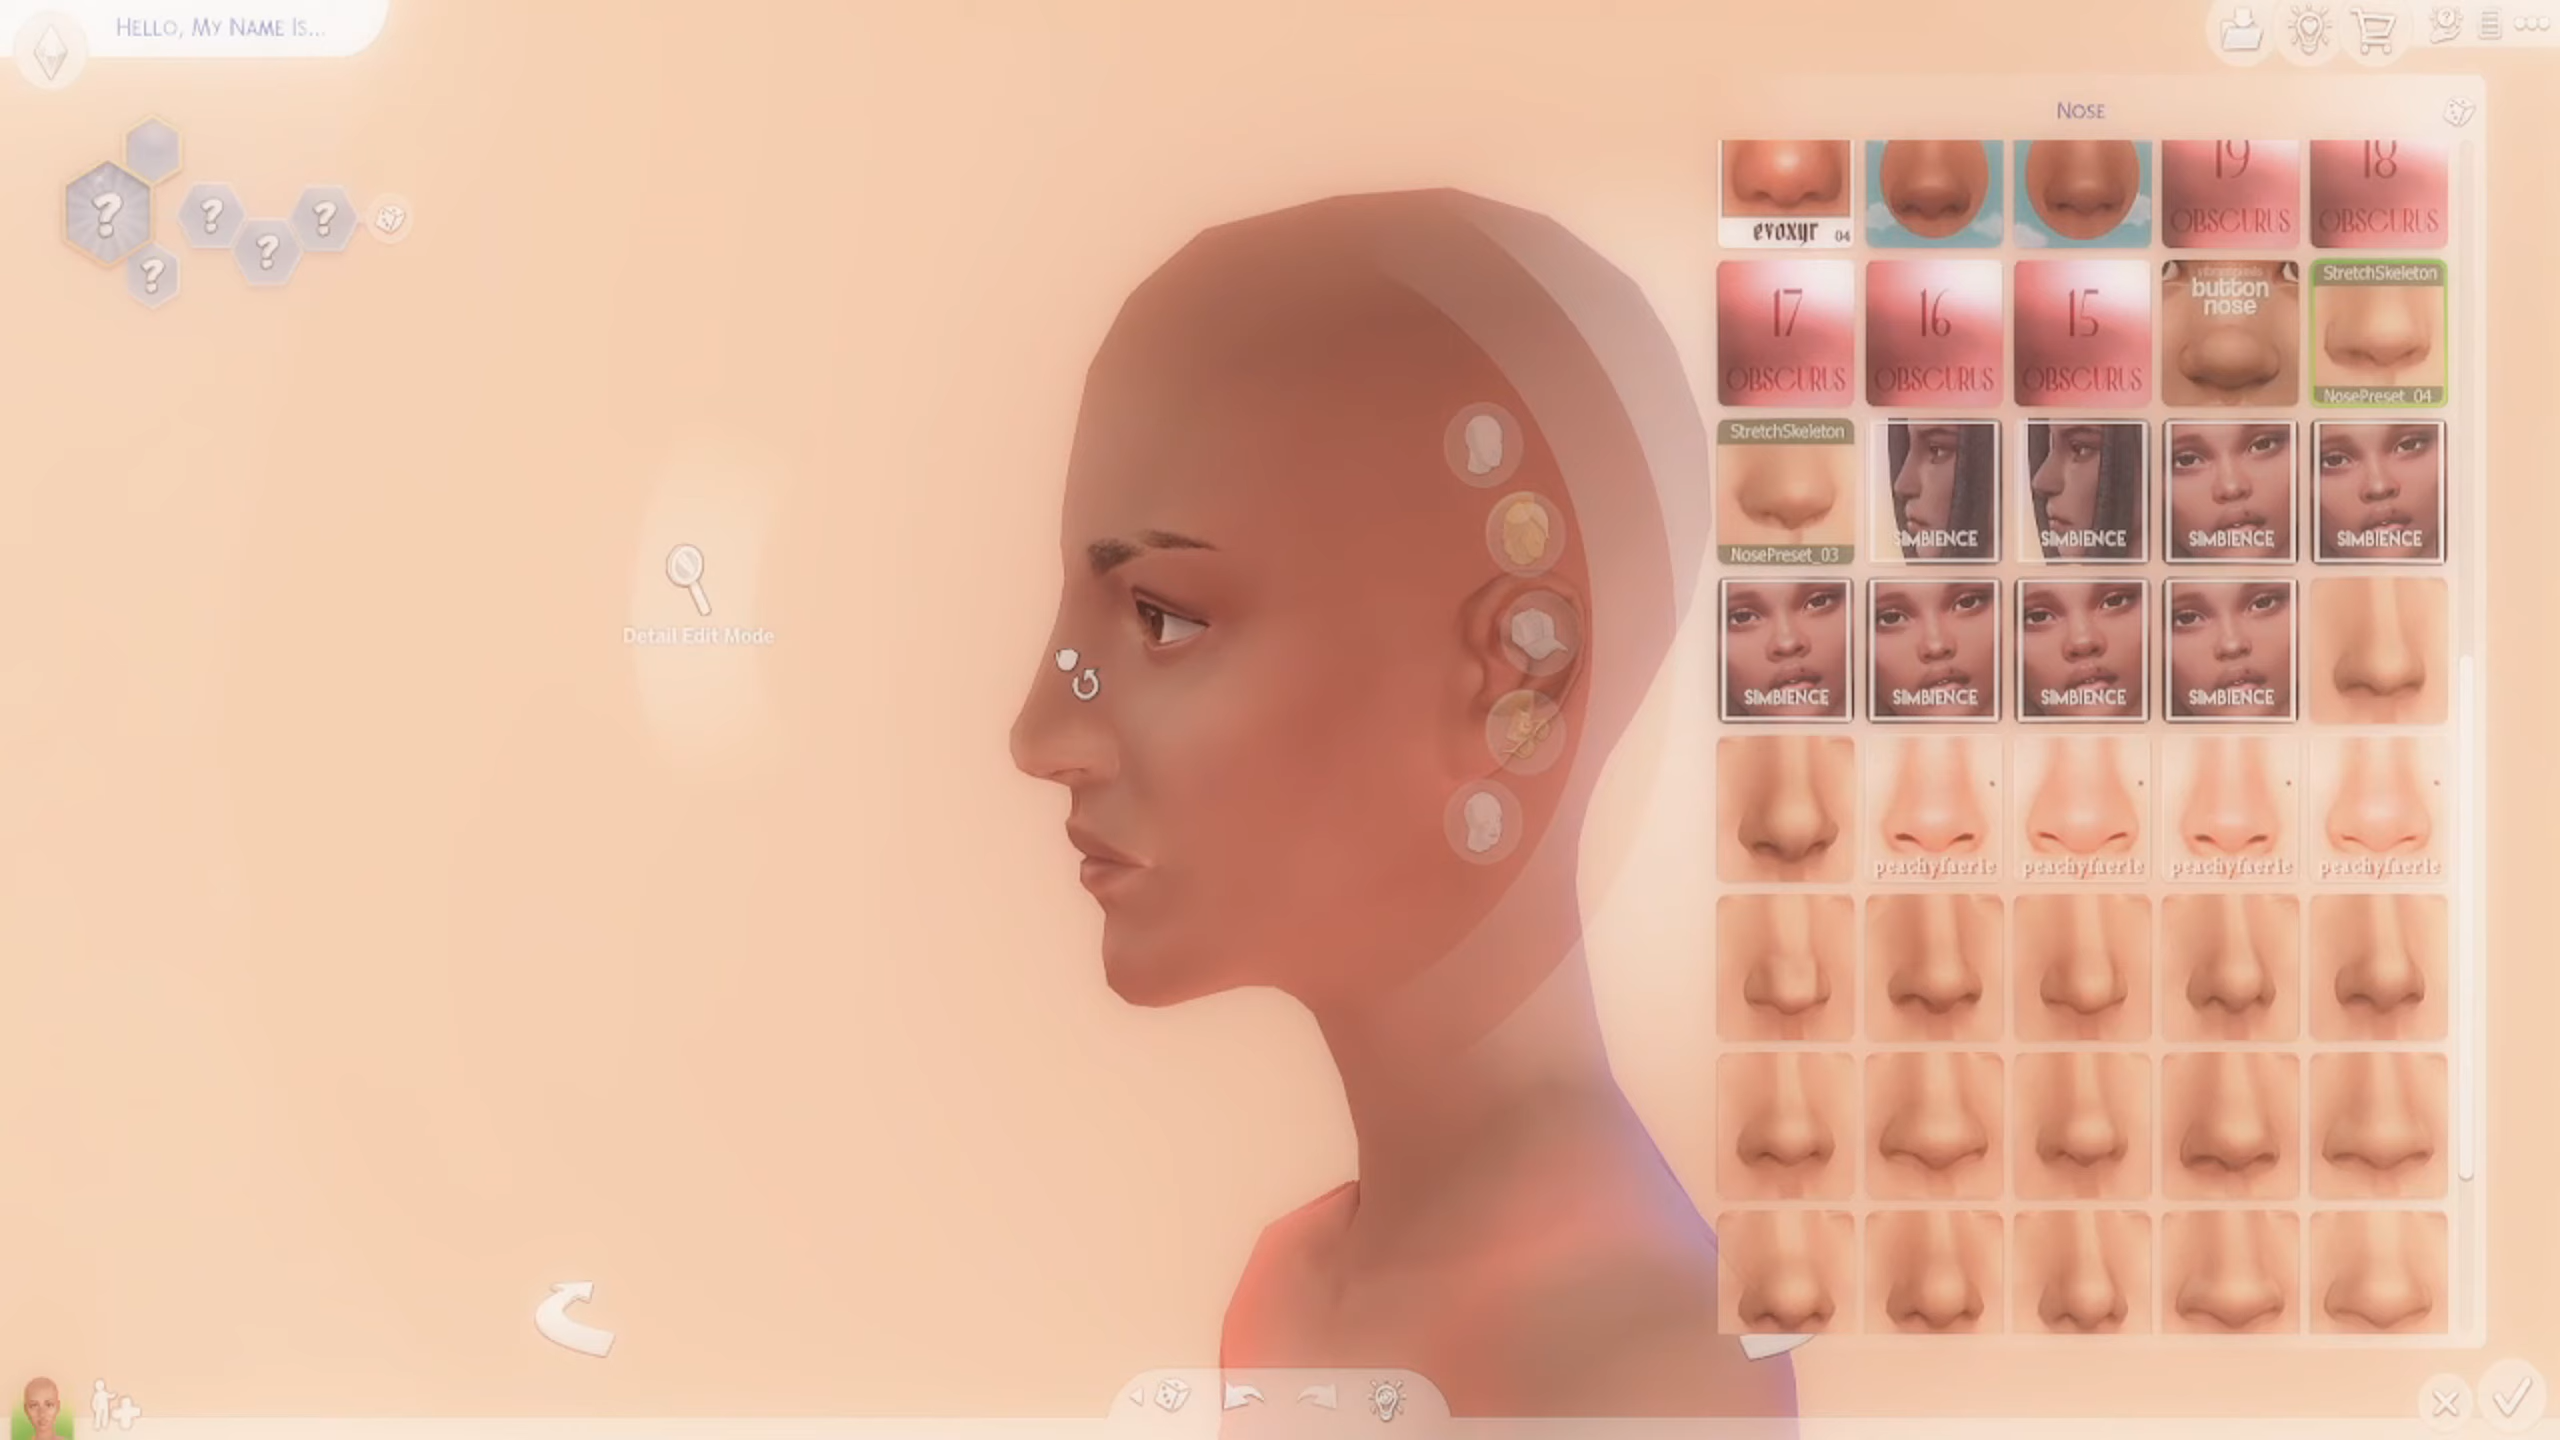 HELLO, MY NAME IS...
NOSE
evoxyr 04
19
OBSCURUS
18
OBSCURUS
17
OBSCURUS
16
OBSCURUS
15
OBSCURUS
button
nose
StretchSkeleton
NosePreset_04
StretchSkeleton
NosePreset_03
SIMBIENCE
SIMBIENCE
SIMBIENCE
SIMBIENCE
Detail Edit Mode
SIMBIENCE
SIMBIENCE
SIMBIENCE
SIMBIENCE
peachyfaerie
peachyfaerie
peachyfaerie
peachyfaerie